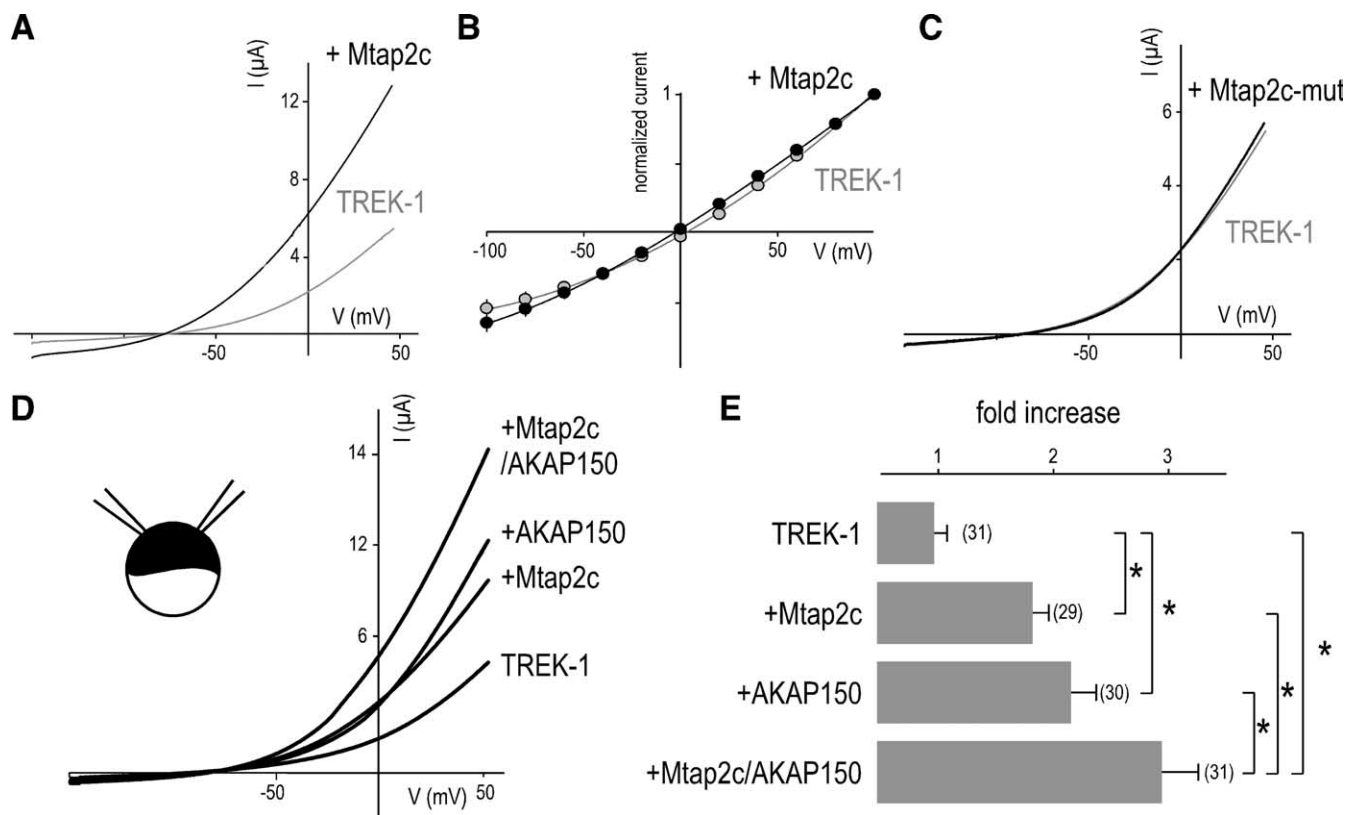 A
I (µA)
+ Mtap2c
12
8
TREK-1
4
V (mV)
-50
50
B
normalized current
1
+ Mtap2c
TREK-1
-100
-50
50
V (mV)
C
I (µA)
+ Mtap2c-mut
6
4
TREK-1
V (mV)
-50
50
D
I (µA)
14
+Mtap2c
/AKAP150
12
+AKAP150
+Mtap2c
6
TREK-1
-50
V (mV)
50
E
fold increase
1
2
3
TREK-1
(31)
*
+Mtap2c
(29)
*
*
+AKAP150
(30)
*
*
+Mtap2c/AKAP150
(31)